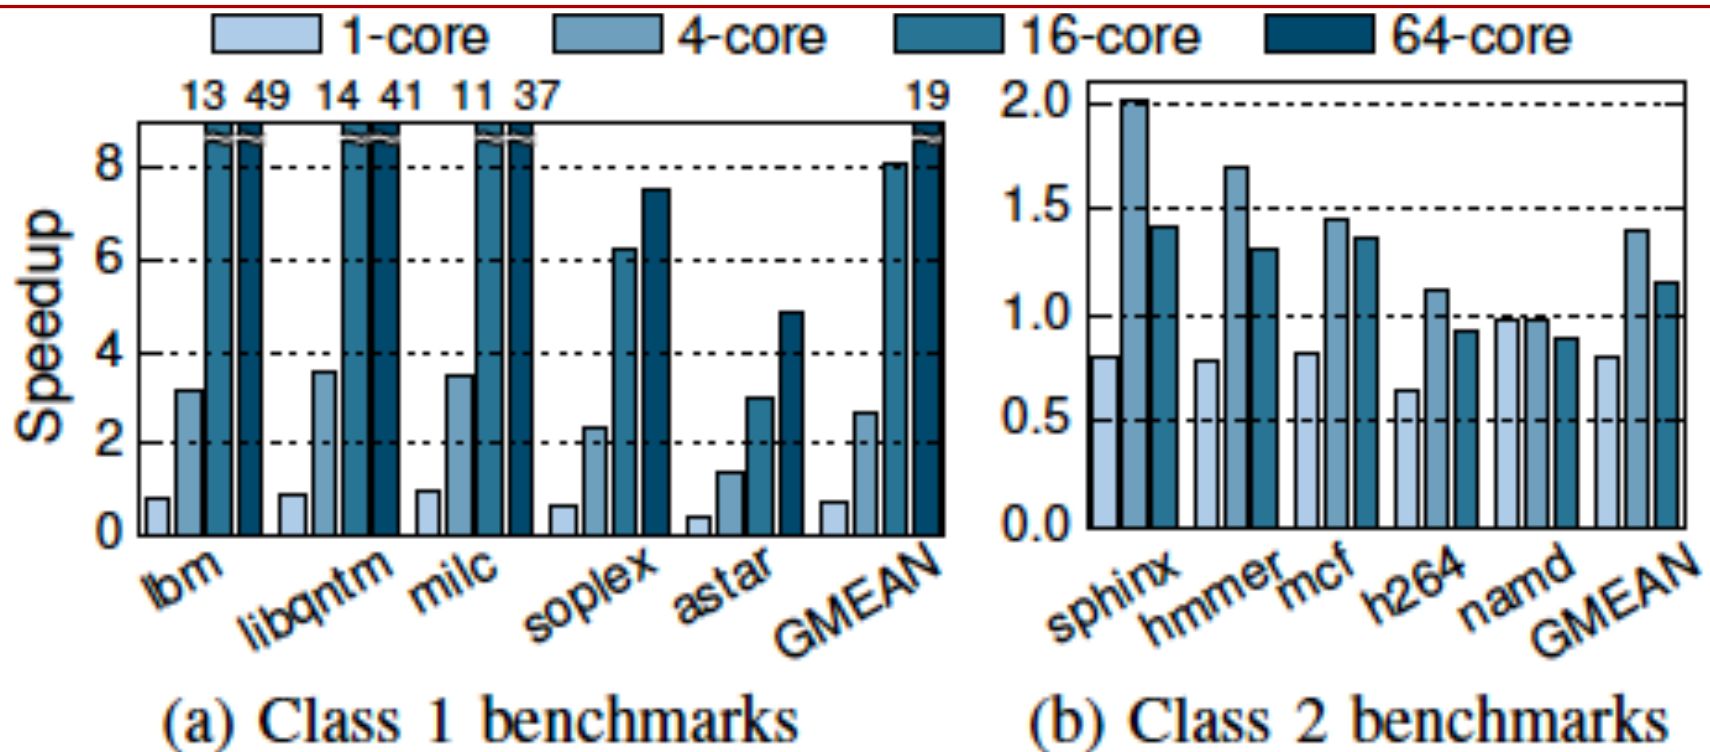 1-core 4-core 16-core 64-core
13 49 14 41 11 37 19
Speedup
8
6
4
2
0
lbm libqntm milc soplex astar GMEAN
(a) Class 1 benchmarks
2.0
1.5
1.0
0.5
0.0
sphinx hmmer mcf h264 namd GMEAN
(b) Class 2 benchmarks